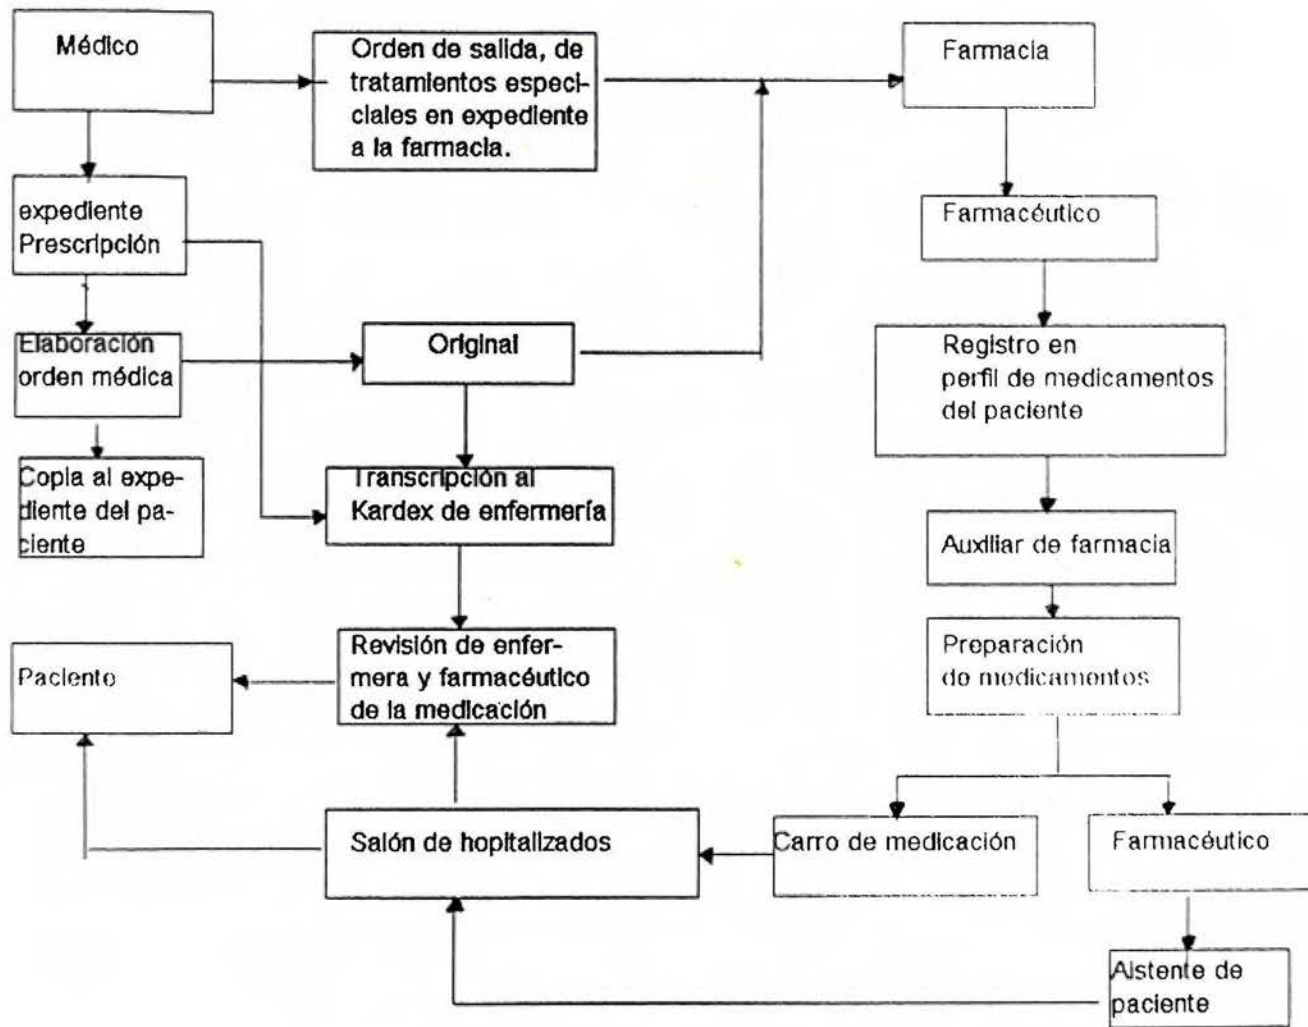 Médico
Orden de salida, de
tratamientos especi-
ciales en expediente
a la farmacia.
Farmacia
expediente
Prescripción
Farmacéutico
Elaboración
orden médica
Original
Registro en
perfil de medicamentos
del paciente
Copia al expe-
diente del pa-
ciente
Transcripción al
Kardex de enfermería
Auxiliar de farmacia
Paciente
Revisión de enfer-
mera y farmacéutico
de la medicación
Preparación
de medicamentos
Salón de hopitalizados
Carro de medicación
Farmacéutico
Aistente de
paciente